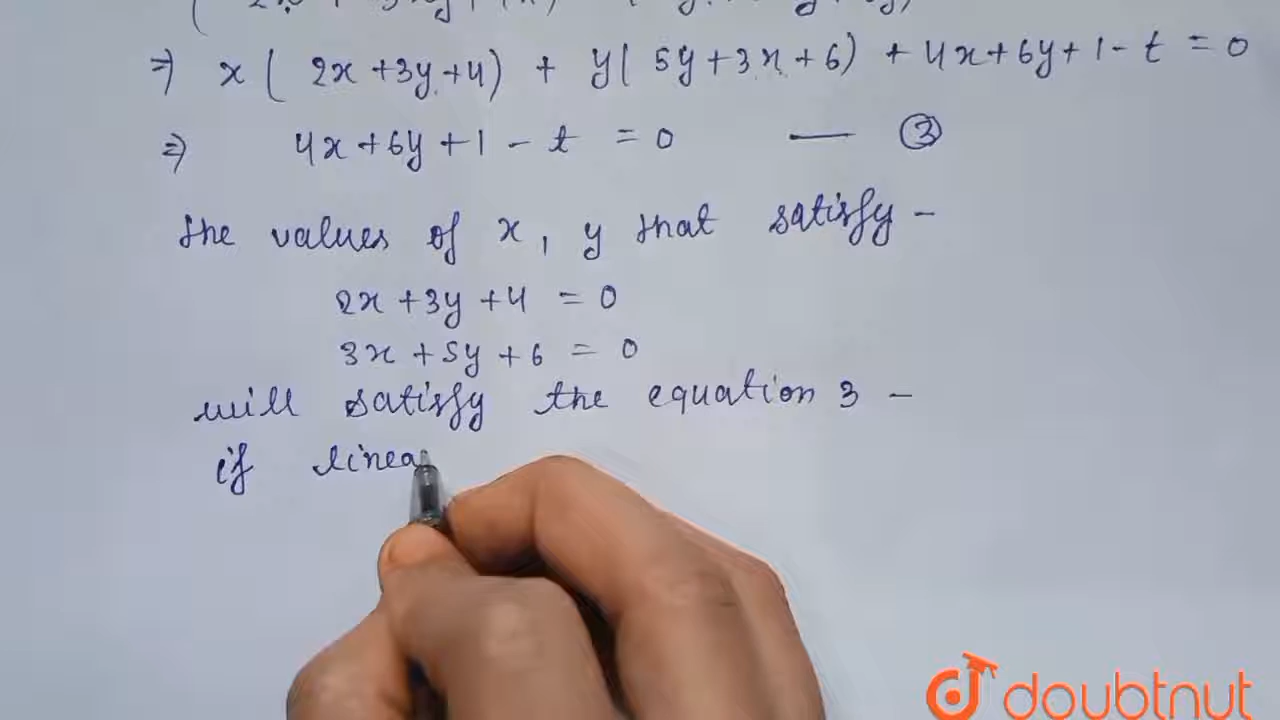 ⇒ x( 2x+3y+4) + y( 5y+3x+6) + 4x+6y+1-t = 0
⇒ 4x+6y+1-t = 0 — ③
The values of x, y that satisfy -
2x+3y+4 = 0
3x+5y+6 = 0
will satisfy the equation 3 -
if linea
doubtnut